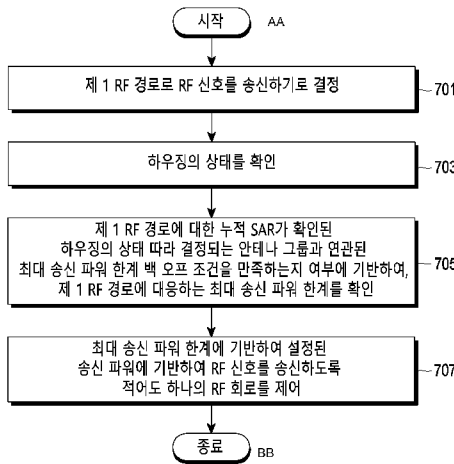 시작
AA
제 1 RF 경로르 RF 신호를 송신하기로 결정
701
하우징의 상태를 확인
703
제 1 RF 경로에 대한 누적 SAR가 확인된
하우징의 상태 따라 결정되는 안테나 그룹과 연관된
최대 송신 파워 한계 백 오프 조건을 만족하는지 여부에 기반하여,
제 1 RF 경로에 대응하는 최대 송신 파워 한계를 확인
705
최대 송신 파워 한계에 기반하여 설정된
송신 파워에 기반하여 RF 신호를 송신하도록
적어도 하나의 RF 회로를 제어
707
종료
BB